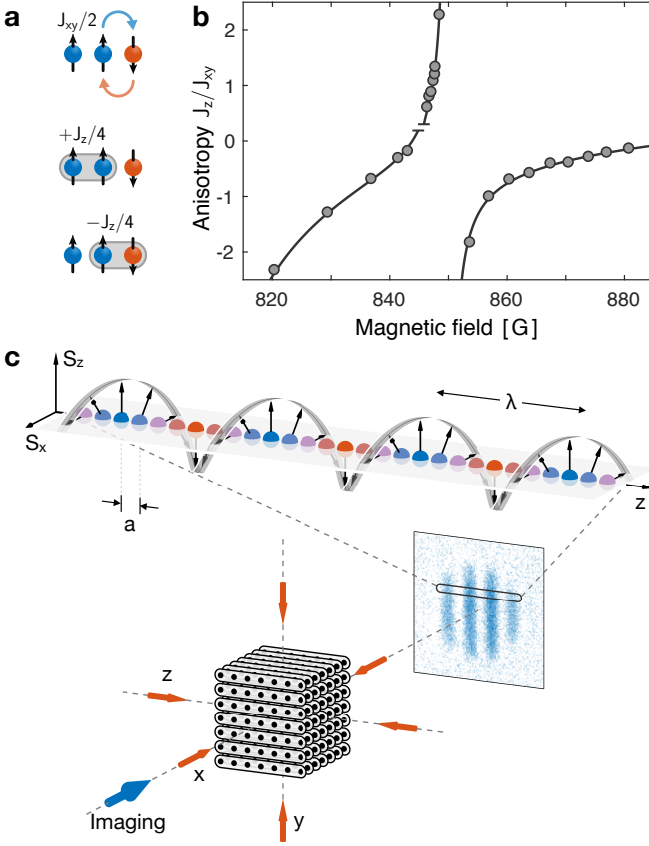 a
J_xy/2
+J_z/4
−J_z/4
b
Anisotropy J_z/J_xy
2
1
0
-1
-2
820
840
860
880
Magnetic field [G]
c
S_z
S_x
λ
z
a
z
x
y
Imaging